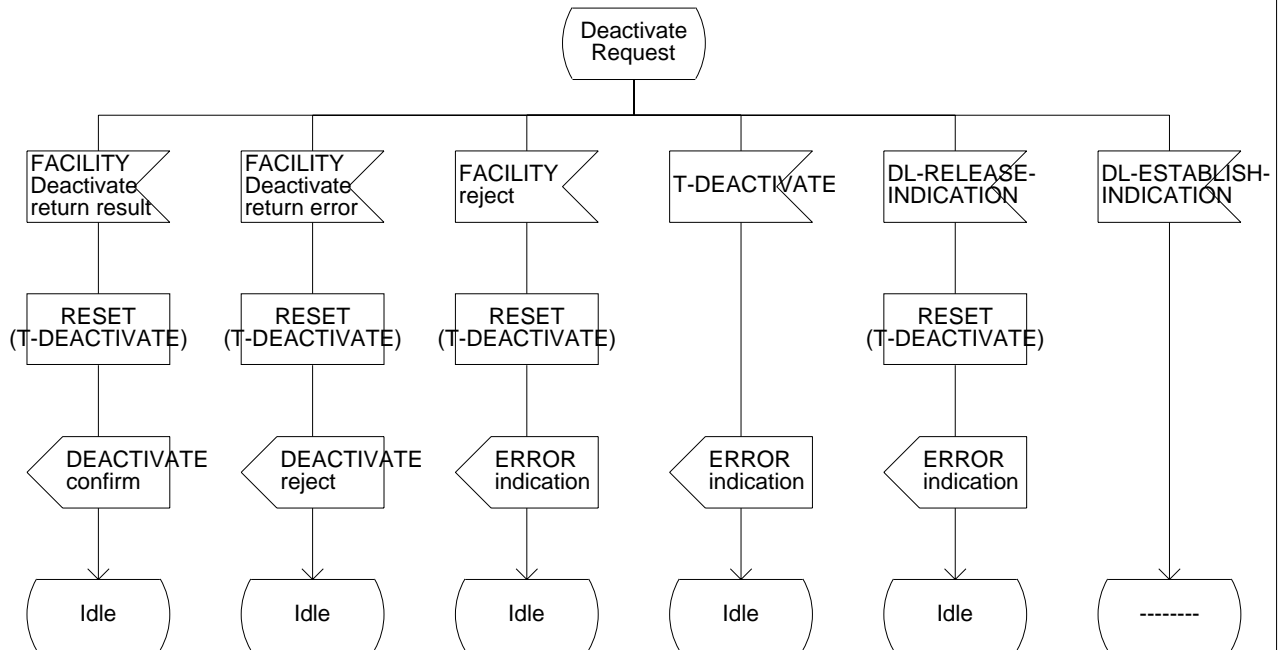 Deactivate
Request
FACILITY
Deactivate
return result
FACILITY
Deactivate
return error
FACILITY
reject
T-DEACTIVATE
DL-RELEASE-
INDICATION
DL-ESTABLISH-
INDICATION
RESET
(T-DEACTIVATE)
RESET
(T-DEACTIVATE)
RESET
(T-DEACTIVATE)
RESET
(T-DEACTIVATE)
DEACTIVATE
confirm
DEACTIVATE
reject
ERROR
indication
ERROR
indication
ERROR
indication
Idle
Idle
Idle
Idle
Idle
--------